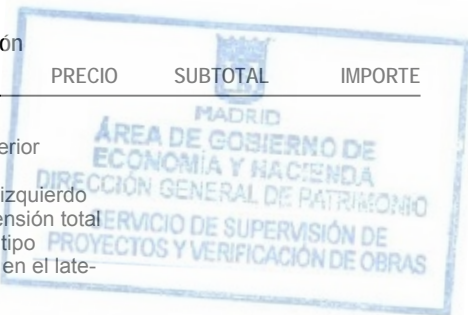 ón
PRECIO SUBTOTAL IMPORTE
MADRID
erior
ÁREA DE GOBIERNO DE
ECONOMÍA Y HACIENDA
izquierdo
DIRECCIÓN GENERAL DE PATRIMONIO
ensión total
SERVICIO DE SUPERVISIÓN DE
tipo
PROYECTOS Y VERIFICACIÓN DE OBRAS
en el late-